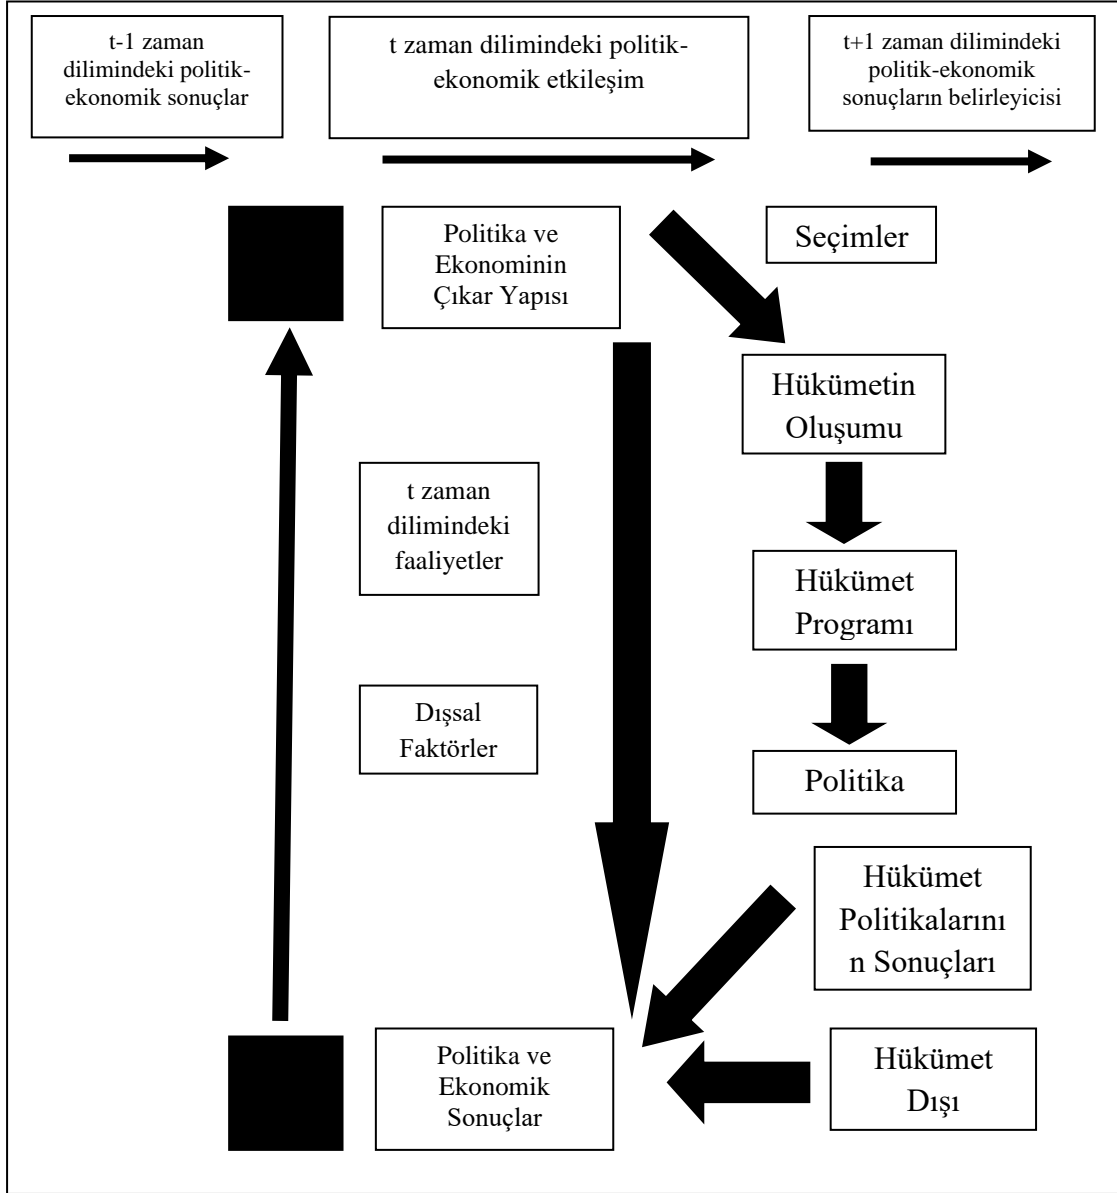 t-1 zaman
dilimindeki politik-
ekonomik sonuçlar
t zaman dilimindeki politik-
ekonomik etkileşim
t+1 zaman dilimindeki
politik-ekonomik
sonuçların belirleyicisi
Politika ve
Ekonominin
Çıkar Yapısı
Seçimler
Hükümetin
Oluşumu
t zaman
dilimindeki
faaliyetler
Hükümet
Programı
Dışsal
Faktörler
Politika
Hükümet
Politikalarını
n Sonuçları
Politika ve
Ekonomik
Sonuçlar
Hükümet
Dışı